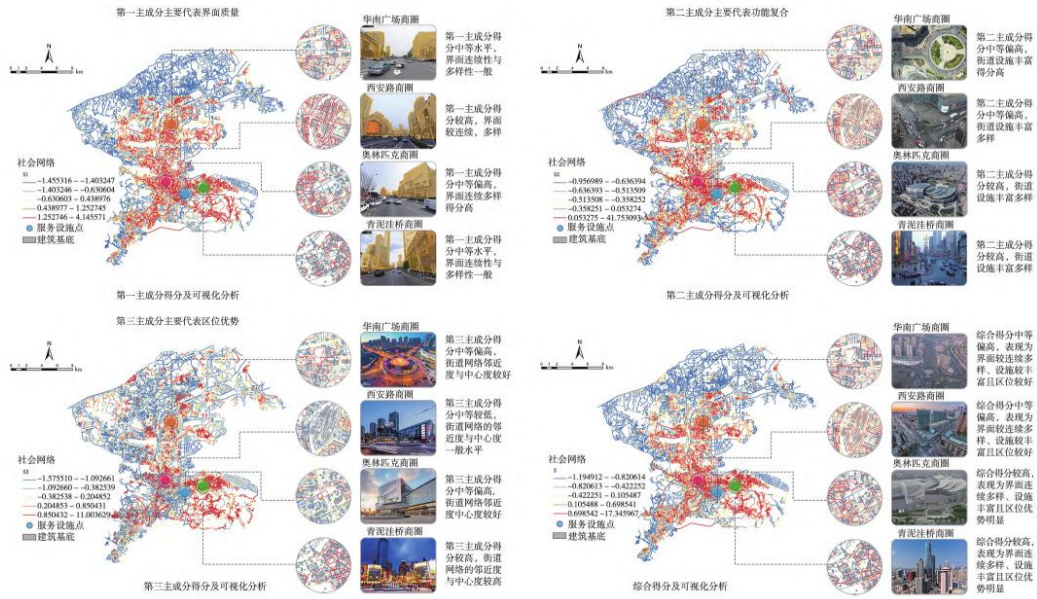 第一主成分主要代表界面质量
N
8 km
华南广场商圈
第一主成分得
分中等水平，
界面连续性与
多样性一般
西安路商圈
第一主成分得
分较高，界面
较连续，多样
奥林匹克商圈
第一主成分得
分中等偏高，
界面连续多样
得分高
青泥洼桥商圈
第一主成分得
分中等水平，
界面连续性与
多样性一般
社会网络
s1
−1.455316 - −1.403247
−1.403246 - −0.630604
−0.630603 - 0.438976
0.438977 - 1.252745
1.252746 - 4.145571
服务设施点
建筑基底
第一主成分得分及可视化分析
第二主成分主要代表功能复合
N
8 km
华南广场商圈
第二主成分得
分中等偏高，
街道设施丰富
得分高
西安路商圈
第二主成分得
分中等偏高，
街道设施丰富
多样
奥林匹克商圈
第二主成分得
分较高，街道
设施丰富多样
青泥洼桥商圈
第二主成分得
分较高，街道
设施丰富多样
社会网络
−0.956989 - −0.636394
−0.636393 - −0.513509
−0.513508 - −0.358252
−0.358251 - 0.053274
0.053275 - 41.753093
服务设施点
建筑基底
第二主成分得分及可视化分析
第三主成分主要代表区位优势
N
8 km
华南广场商圈
第三主成分得
分中等偏高，
街道网络邻近
度与中心度较好
西安路商圈
第三主成分得
分中等较低，
街道网络的邻
近度与中心度
一般水平
奥林匹克商圈
第三主成分得
分中等偏高，
街道网络邻近
度中心度较好
青泥洼桥商圈
第三主成分得
分较高，街道
网络的邻近度
与中心度较高
社会网络
−1.575510 - −1.092661
−1.092660 - −0.382539
−0.382538 - 0.204852
0.204853 - 0.850431
0.850432 - 11.003629
服务设施点
建筑基底
第三主成分得分及可视化分析
N
8 km
华南广场商圈
综合得分中等
偏高，表现为
界面较连续多
样、设施较丰
富且区位较好
西安路商圈
综合得分中等
偏高，表现为
界面较连续多
样、设施较丰
富且区位较好
奥林匹克商圈
综合得分较高，
表现为界面连
续多样、设施
丰富且区位优
势明显
青泥洼桥商圈
综合得分较高，
表现为界面连
续多样、设施
丰富且区位优势
明显
社会网络
−1.194912 - −0.820614
−0.820613 - −0.422252
−0.422251 - 0.105487
0.105488 - 0.698541
0.698542 - 17.345967
服务设施点
建筑基底
综合得分及可视化分析